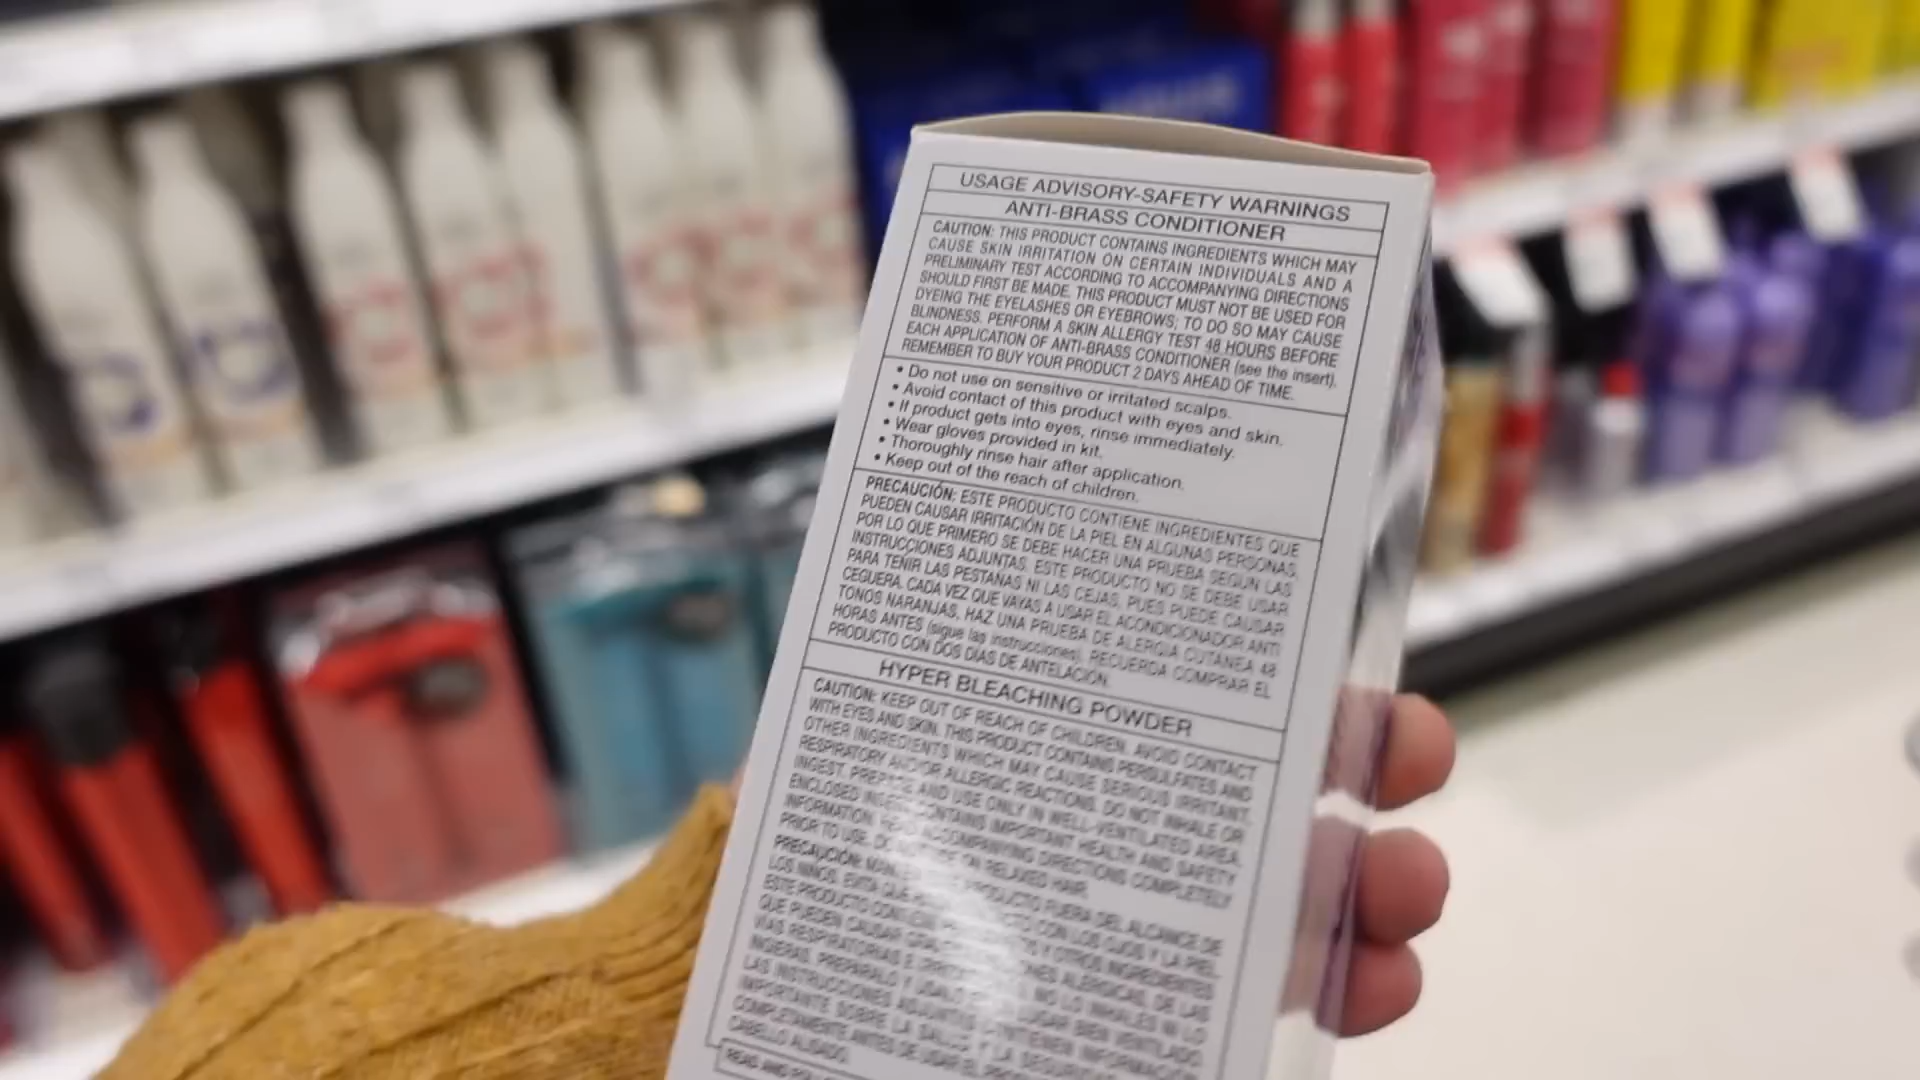 USAGE ADVISORY-SAFETY WARNINGS
ANTI-BRASS CONDITIONER
CAUTION: THIS PRODUCT CONTAINS INGREDIENTS WHICH MAY
CAUSE SKIN IRRITATION ON CERTAIN INDIVIDUALS AND A
PRELIMINARY TEST ACCORDING TO ACCOMPANYING DIRECTIONS
SHOULD FIRST BE MADE. THIS PRODUCT MUST NOT BE USED FOR
DYEING THE EYELASHES OR EYEBROWS; TO DO SO MAY CAUSE
BLINDNESS. PERFORM A SKIN ALLERGY TEST 48 HOURS BEFORE
EACH APPLICATION OF ANTI-BRASS CONDITIONER (see the insert).
REMEMBER TO BUY YOUR PRODUCT 2 DAYS AHEAD OF TIME.
• Do not use on sensitive or irritated scalps.
• Avoid contact of this product with eyes and skin.
• If product gets into eyes, rinse immediately.
• Wear gloves provided in kit.
• Thoroughly rinse hair after application.
• Keep out of the reach of children.
PRECAUCIÓN: ESTE PRODUCTO CONTIENE INGREDIENTES QUE
PUEDEN CAUSAR IRRITACIÓN DE LA PIEL EN ALGUNAS PERSONAS,
POR LO QUE PRIMERO SE DEBE HACER UNA PRUEBA SEGÚN LAS
INSTRUCCIONES ADJUNTAS. ESTE PRODUCTO NO SE DEBE USAR
PARA TEÑIR LAS PESTAÑAS NI LAS CEJAS, PUES PUEDE CAUSAR
CEGUERA. CADA VEZ QUE VAYAS A USAR EL ACONDICIONADOR ANTI
TONOS NARANJAS, HAZ UNA PRUEBA DE ALERGIA CUTÁNEA 48
HORAS ANTES (sigue las instrucciones). RECUERDA COMPRAR EL
PRODUCTO CON DOS DÍAS DE ANTELACIÓN.
HYPER BLEACHING POWDER
CAUTION: KEEP OUT OF REACH OF CHILDREN. AVOID CONTACT
WITH EYES AND SKIN. THIS PRODUCT CONTAINS PERSULFATES AND
OTHER INGREDIENTS WHICH MAY CAUSE SERIOUS IRRITANT,
RESPIRATORY AND/OR ALLERGIC REACTIONS. DO NOT INHALE OR
INGEST. PREPARE AND USE ONLY IN WELL-VENTILATED AREA.
ENCLOSED INSERT CONTAINS IMPORTANT HEALTH AND SAFETY
INFORMATION. READ ACCOMPANYING DIRECTIONS COMPLETELY
PRIOR TO USE. DO ON RELAXED HAIR.
PRECAUCIÓN: PRODUCTO FUERA DEL ALCANCE DE
LOS NIÑOS. EVITA QUE CON LOS OJOS Y LA PIEL.
ESTE PRODUCTO Y OTROS INGREDIENTES
QUE PUEDEN CAUSAR ALÉRGICAS, DE LAS
VÍAS RESPIRATORIAS E NO LO INHALES NI LO
INGIERAS. PREPÁRALO Y ÚSALO BIEN VENTILADO.
LAS INSTRUCCIONES INFORMACIÓN
IMPORTANTE SOBRE LA SALUD Y LA SEGURIDAD.
COMPLETAMENTE ANTES DE USAR EL
CABELLO ALISADO.
READ AND